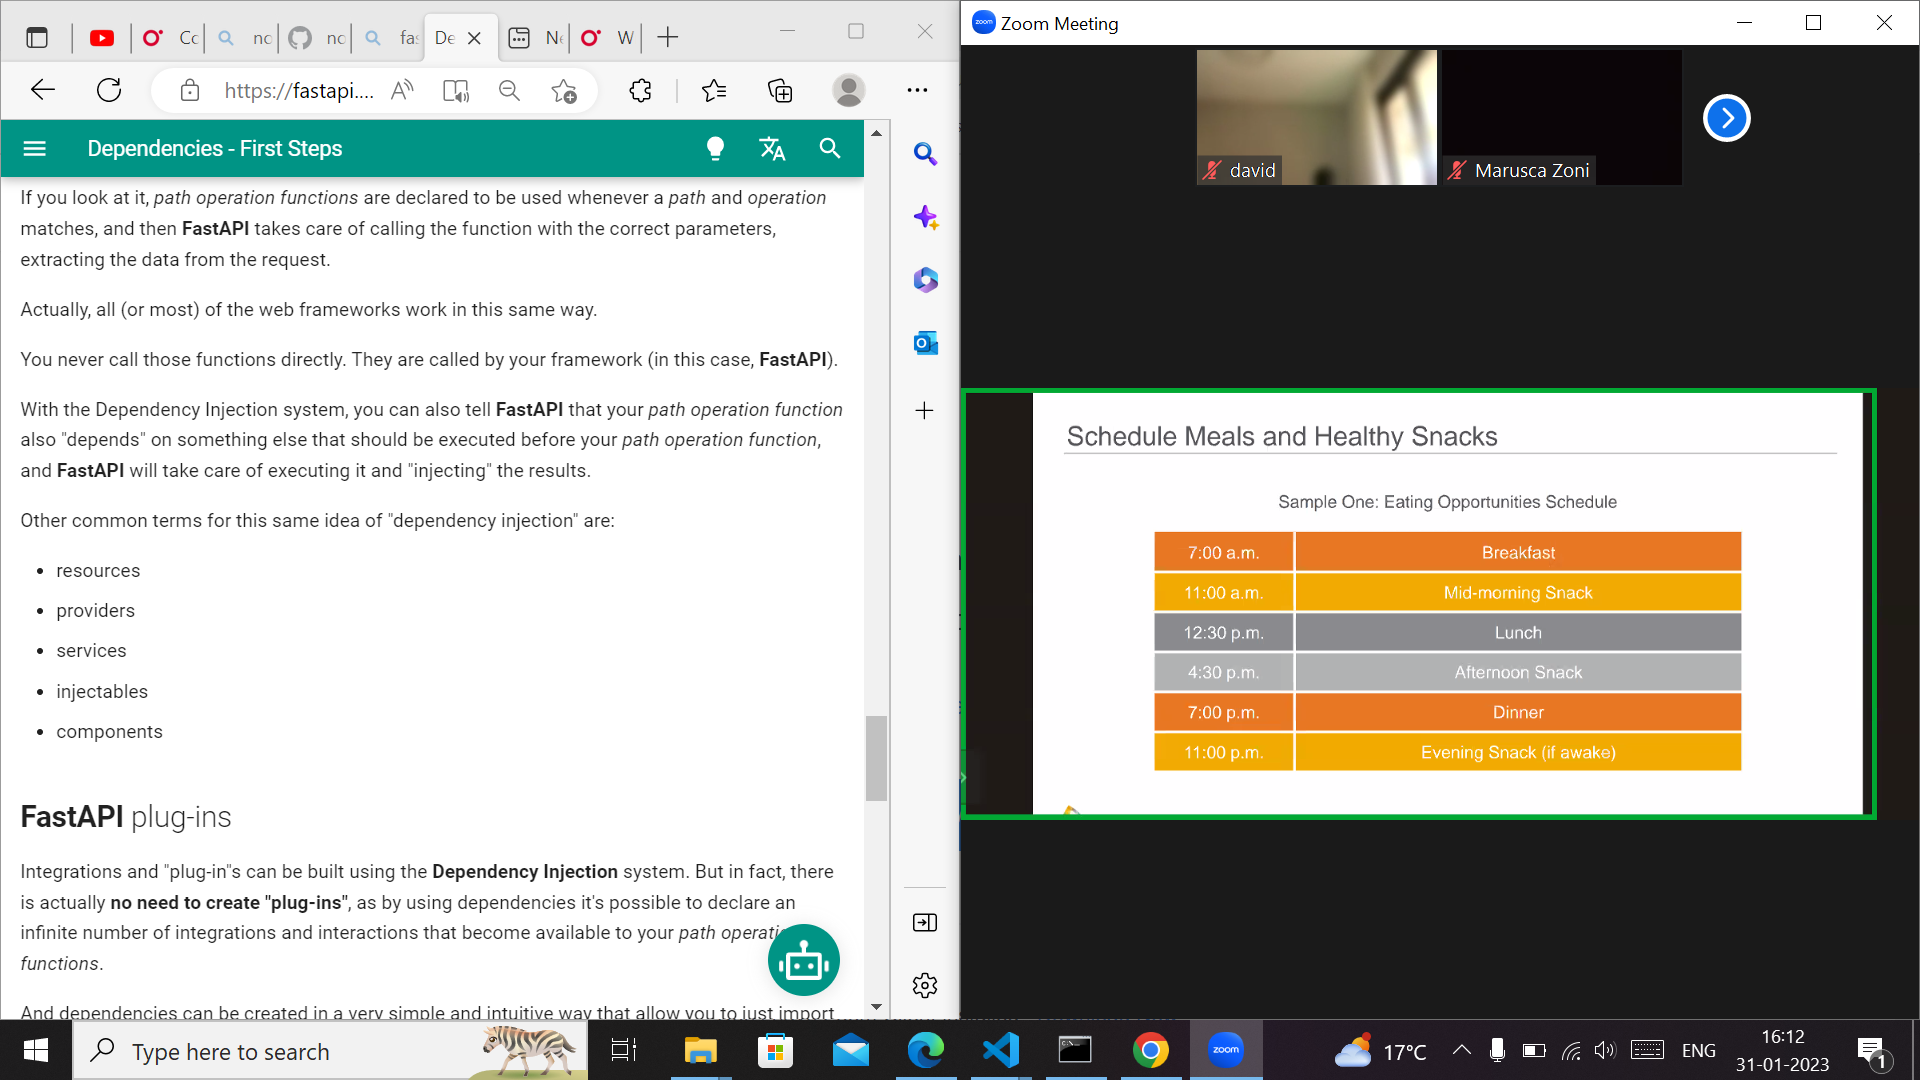 Cc
nc
nc
fas
De
Ne
W
https://fastapi....
Dependencies - First Steps
If you look at it, path operation functions are declared to be used whenever a path and operation
matches, and then FastAPI takes care of calling the function with the correct parameters,
extracting the data from the request.
Actually, all (or most) of the web frameworks work in this same way.
You never call those functions directly. They are called by your framework (in this case, FastAPI).
With the Dependency Injection system, you can also tell FastAPI that your path operation function
also "depends" on something else that should be executed before your path operation function,
and FastAPI will take care of executing it and "injecting" the results.
Other common terms for this same idea of "dependency injection" are:
resources
providers
services
injectables
components
FastAPI plug-ins
Integrations and "plug-in"s can be built using the Dependency Injection system. But in fact, there
is actually no need to create "plug-ins", as by using dependencies it's possible to declare an
infinite number of integrations and interactions that become available to your path operatio
functions.
And dependencies can be created in a very simple and intuitive way that allow you to just import
zoom
Zoom Meeting
david
Marusca Zoni
Schedule Meals and Healthy Snacks
Sample One: Eating Opportunities Schedule
7:00 a.m. Breakfast
11:00 a.m. Mid-morning Snack
12:30 p.m. Lunch
4:30 p.m. Afternoon Snack
7:00 p.m. Dinner
11:00 p.m. Evening Snack (if awake)
Type here to search
zoom
17°C
ENG
16:12
31-01-2023
1